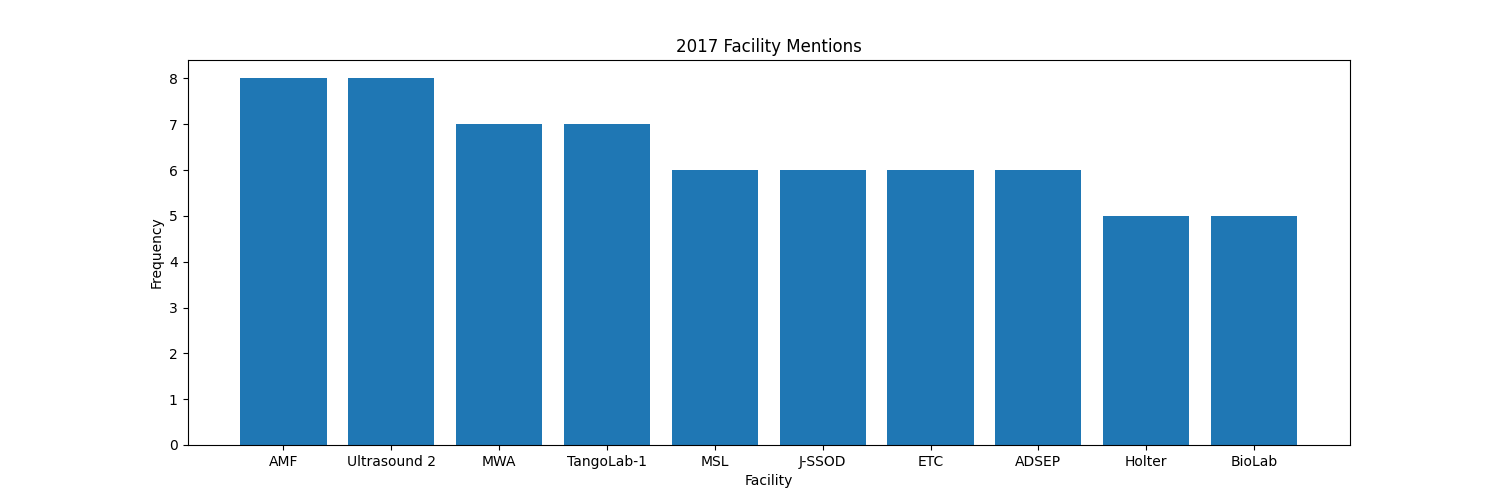 2017 Facility Mentions
Frequency
8
7
6
5
4
3
2
1
0
AMF Ultrasound 2 MWA TangoLab-1 MSL J-SSOD ETC ADSEP Holter BioLab
Facility